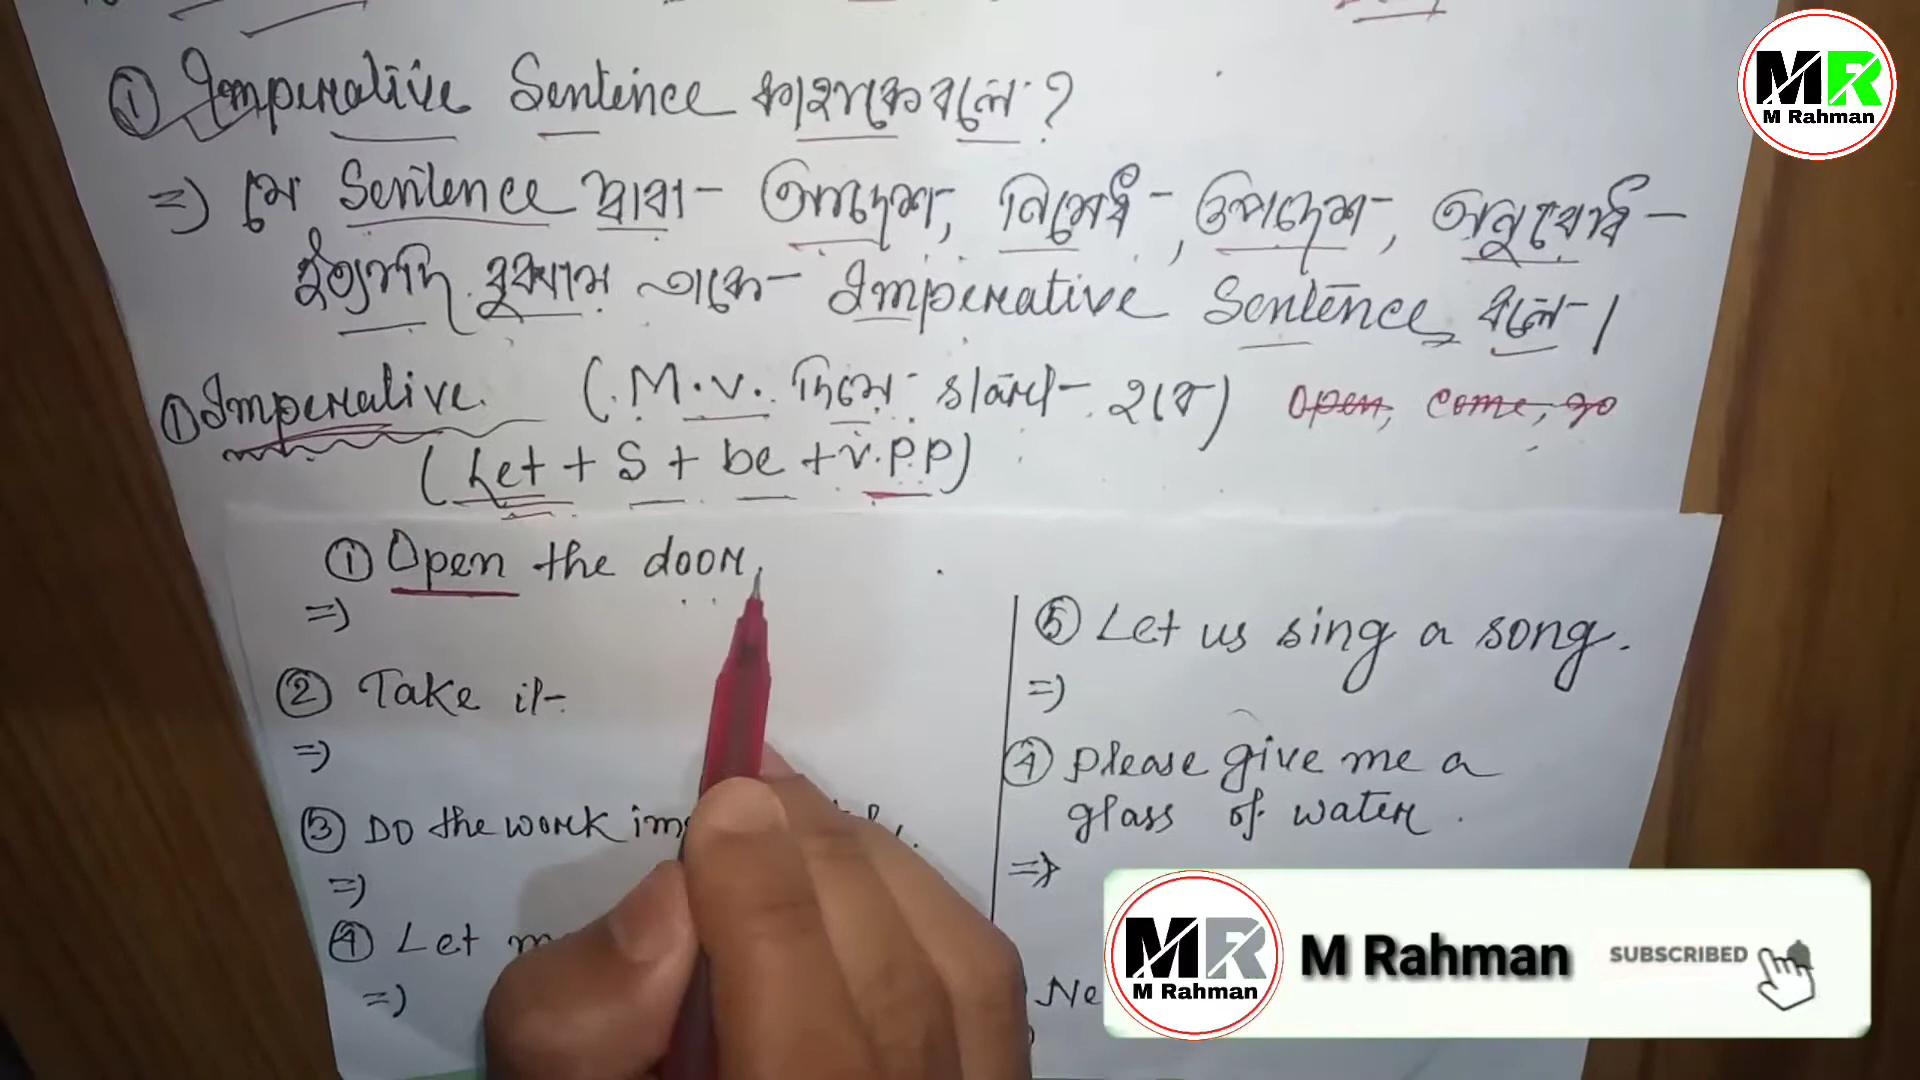 ① Imperative Sentence কাহাকে বলে?
=) যে Sentence দ্বারা- আদেশ, নিষেধ, উপদেশ, অনুরোধ-
ইত্যাদি বুঝায় তাকে- Imperative Sentence বলে।
① Imperative. (M.V. দিয়ে start- হবে) Open, come, go
(Let + S + be + v.p.p)
① Open the door.
=)
② Take it-
=)
③ Do the work
=)
④ Let
=)
⑤ Let us sing a song.
=)
④ Please give me a
glass of water.
=)
Ne
MR
M Rahman
MR
M Rahman
M Rahman
SUBSCRIBED